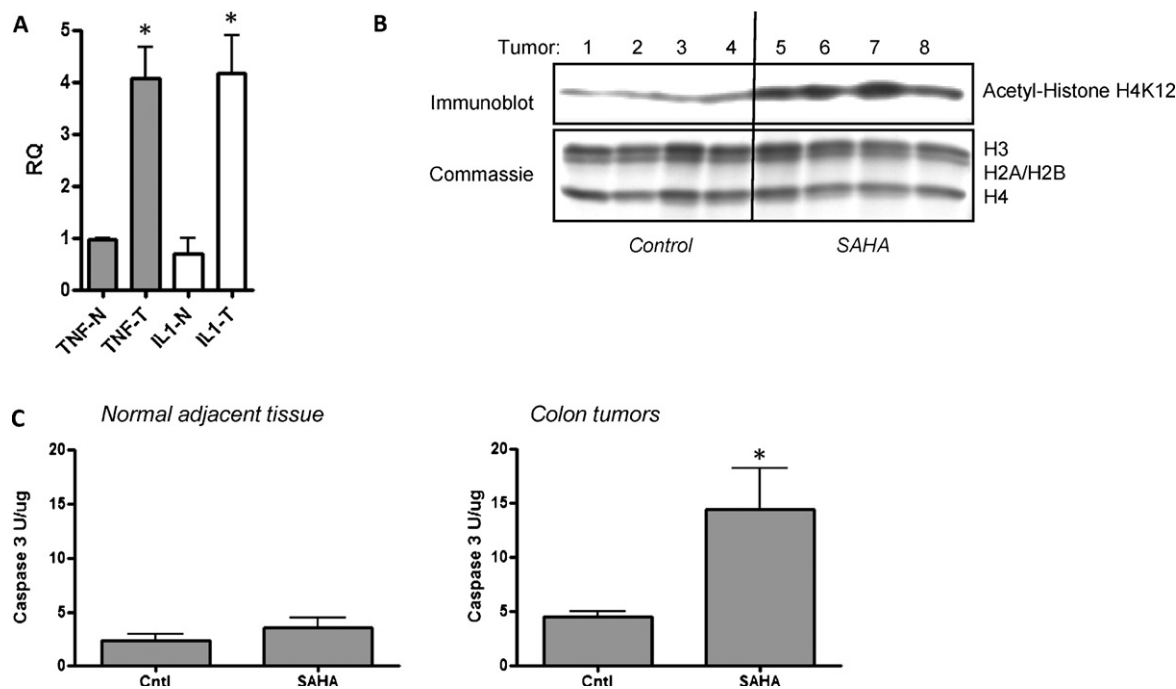 A
RQ
5
4
3
2
1
0
*
*
TNF-N
TNF-T
IL1-N
IL1-T
B
Tumor: 1 2 3 4 5 6 7 8
Immunoblot
Acetyl-Histone H4K12
Commassie
H3
H2A/H2B
H4
Control
SAHA
C
Normal adjacent tissue
Caspase 3 U/ug
20
15
10
5
0
Cntl
SAHA
Colon tumors
Caspase 3 U/ug
20
15
10
5
0
*
Cntl
SAHA